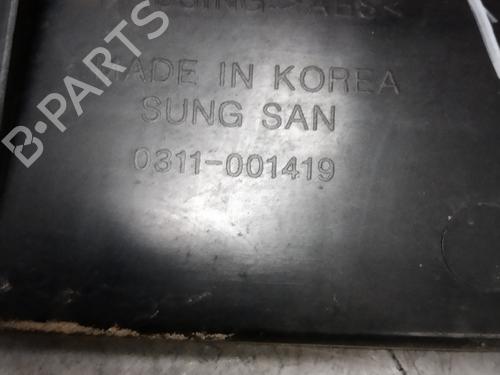 MADE IN KOREA
SUNG SAN
0311-001419
B-PARTS